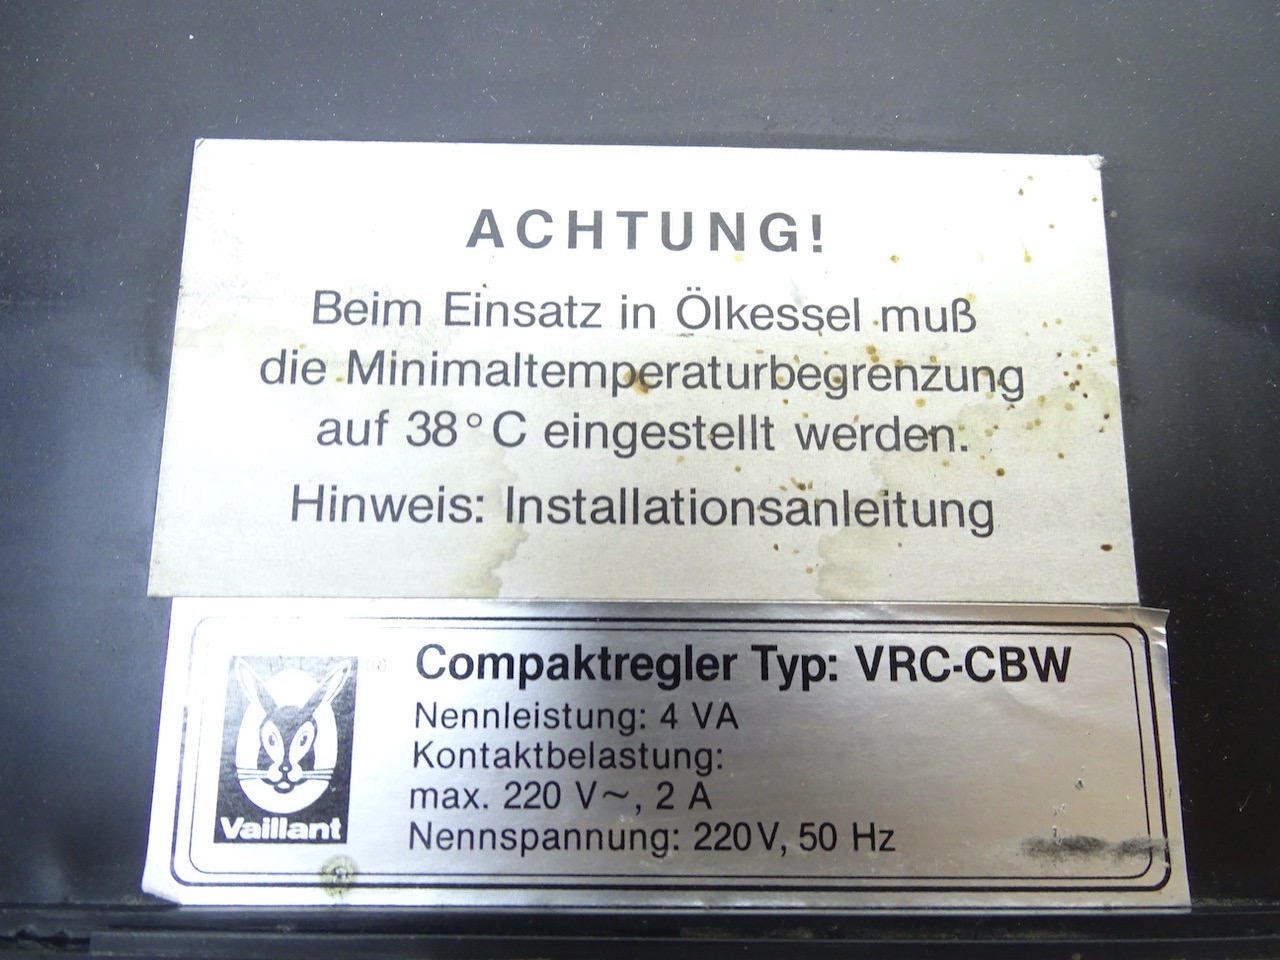 ACHTUNG!
Beim Einsatz in Ölkessel muß
die Minimaltemperaturbegrenzung
auf 38°C eingestellt werden.
Hinweis: Installationsanleitung
Vaillant
Compaktregler Typ: VRC-CBW
Nennleistung: 4 VA
Kontaktbelastung:
max. 220 V~, 2 A
Nennspannung: 220V, 50 Hz